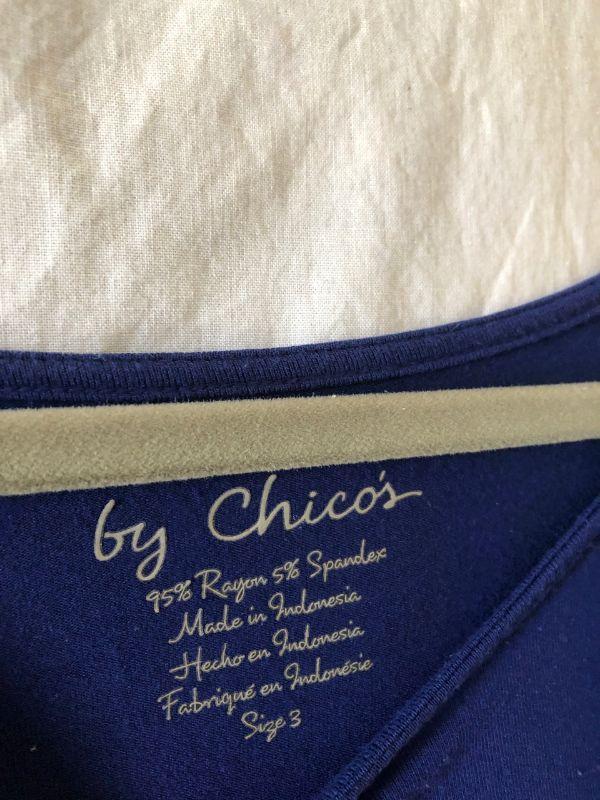 by Chico's
95% Rayon 5% Spandex
Made in Indonesia
Hecho en Indonesia
Fabriqué en Indonésie
Size 3